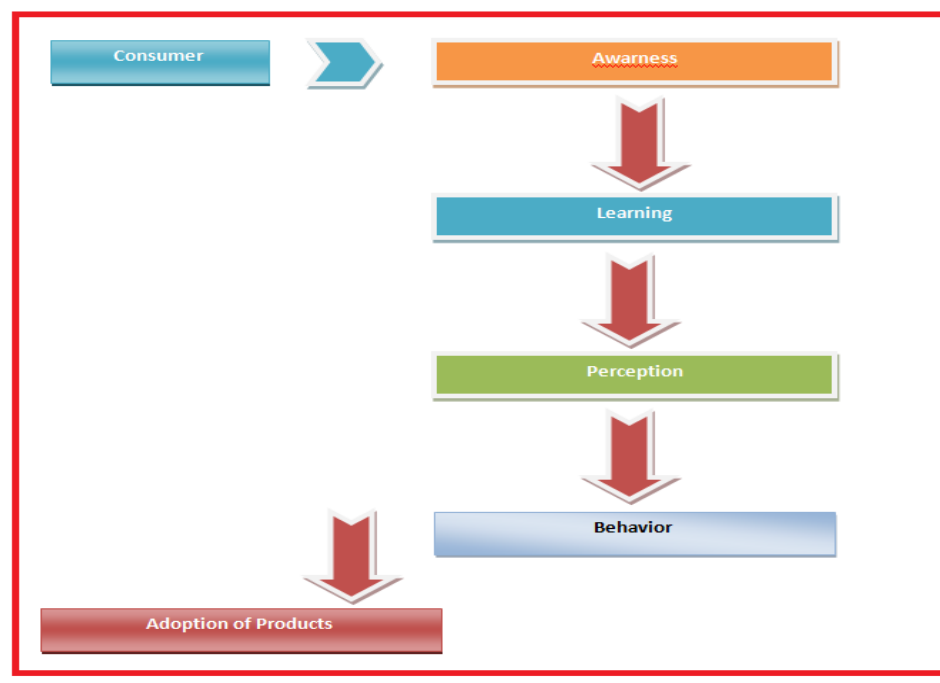 Consumer
Awarness
Learning
Perception
Behavior
Adoption of Products